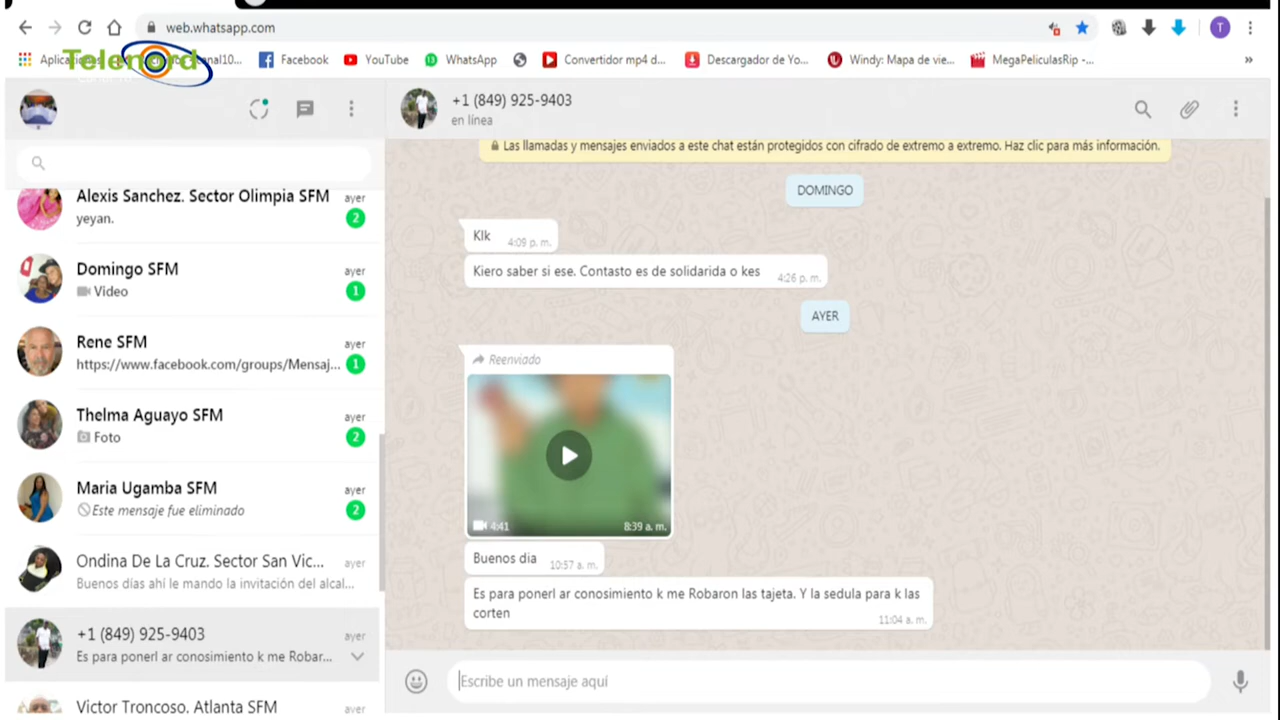 web.whatsapp.com
T
Telenord
Facebook
YouTube
WhatsApp
Convertidor mp4 d...
Descargador de Yo...
Windy: Mapa de vie...
MegaPeliculasRip -...
»
+1 (849) 925-9403
en línea
Alexis Sanchez. Sector Olimpia SFM
ayer
yeyan.
2
Domingo SFM
ayer
Video
1
Rene SFM
ayer
https://www.facebook.com/groups/Mensaj...
1
Thelma Aguayo SFM
ayer
Foto
2
Maria Ugamba SFM
ayer
Este mensaje fue eliminado
2
Ondina De La Cruz. Sector San Vic...
ayer
Buenos días ahí le mando la invitación del alcal...
+1 (849) 925-9403
ayer
Es para ponerl ar conosimiento k me Robar...
Victor Troncoso. Atlanta SFM
ayer
Las llamadas y mensajes enviados a este chat están protegidos con cifrado de extremo a extremo. Haz clic para más información.
DOMINGO
Klk
4:09 p. m.
Kiero saber si ese. Contasto es de solidarida o kes
4:26 p. m.
AYER
Reenviado
4:41
8:39 a. m.
Buenos dia
10:57 a. m.
Es para ponerl ar conosimiento k me Robaron las tajeta. Y la sedula para k las
corten
11:04 a. m.
Escribe un mensaje aquí